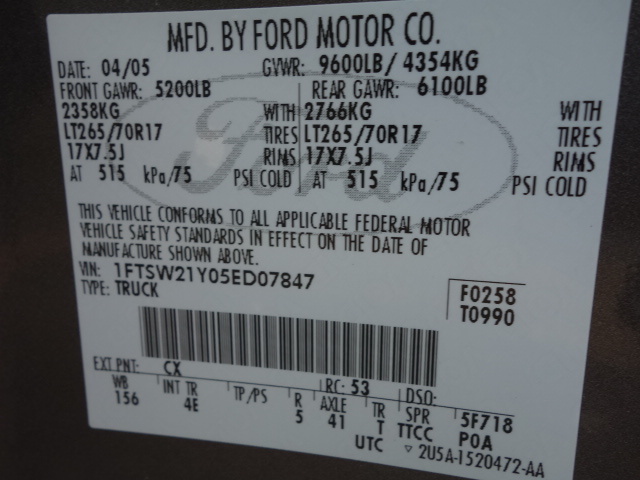 MFD. BY FORD MOTOR CO.
DATE: 04/05 GVWR: 9600LB/ 4354KG
FRONT GAWR: 5200LB REAR GAWR: 6100LB
2358KG WITH 2766KG WITH
LT265/70R17 TIRES LT265/70R17 TIRES
17X7.5J RIMS 17X7.5J RIMS
AT 515 kPa/75 PSI COLD AT 515 kPa/75 PSI COLD
Ford
THIS VEHICLE CONFORMS TO ALL APPLICABLE FEDERAL MOTOR
VEHICLE SAFETY STANDARDS IN EFFECT ON THE DATE OF
MANUFACTURE SHOWN ABOVE.
VIN: 1FTSW21Y05ED07847
TYPE: TRUCK
F0258
T0990
EXT PNT: CX RC: 53 DSO:
WB INT TR TP/PS R AXLE TR SPR 5F718
156 4E 5 41 T TTCC P0A
UTC 2U5A-1520472-AA